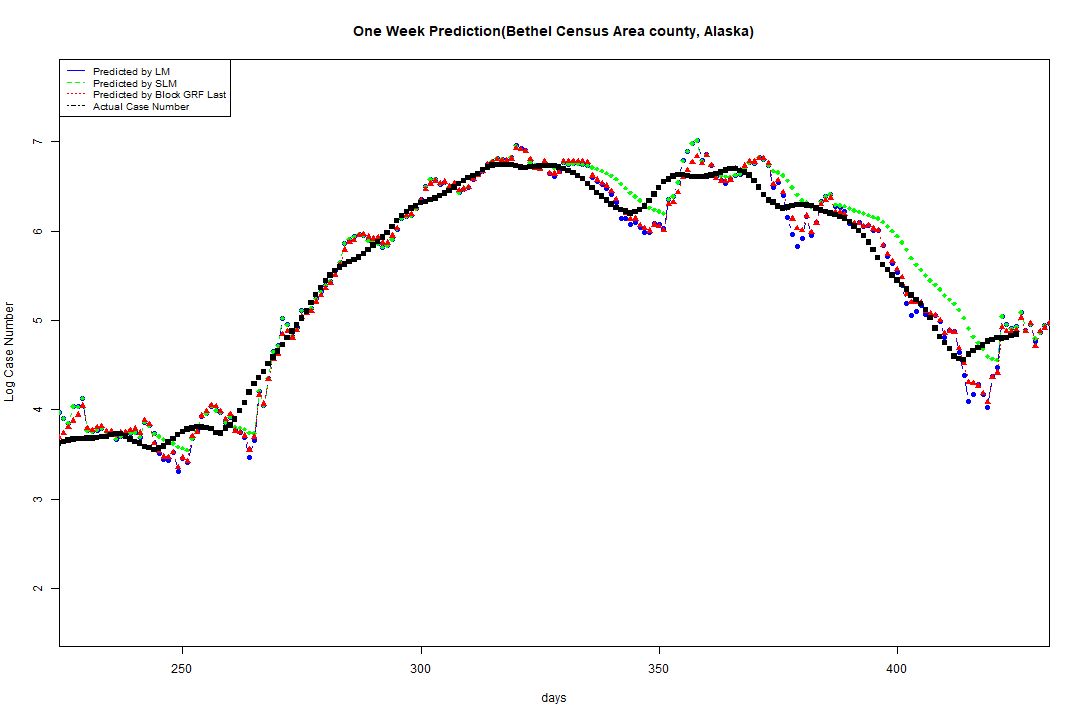 One Week Prediction(Bethel Census Area county, Alaska)
Predicted by LM
Predicted by SLM
Predicted by Block GRF Last
Actual Case Number
7
6
5
4
3
2
Log Case Number
250 300 350 400
days